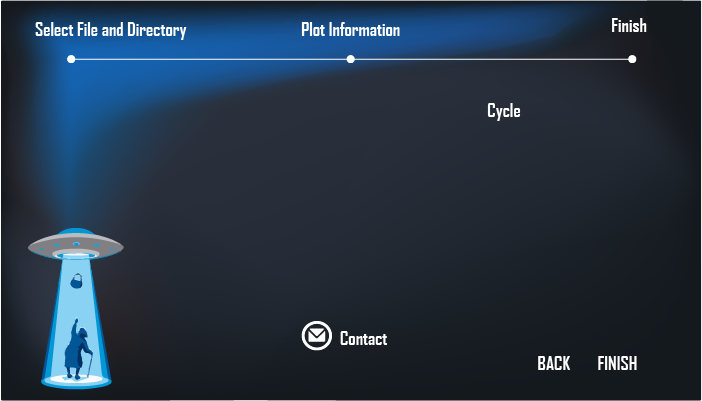 Select File and Directory
Plot Information
Finish
Cycle
Contact
BACK
FINISH